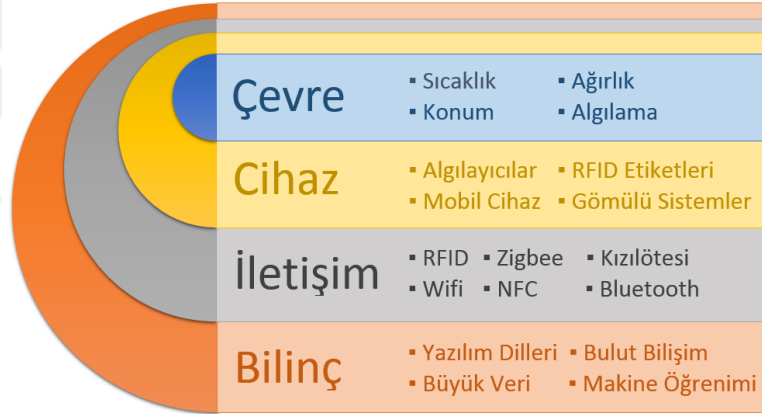 Çevre
▪ Sıcaklık ▪ Ağırlık
▪ Konum ▪ Algılama
Cihaz
▪ Algılayıcılar ▪ RFID Etiketleri
▪ Mobil Cihaz ▪ Gömülü Sistemler
İletişim
▪ RFID ▪ Zigbee ▪ Kızılötesi
▪ Wifi ▪ NFC ▪ Bluetooth
Bilinç
▪ Yazılım Dilleri ▪ Bulut Bilişim
▪ Büyük Veri ▪ Makine Öğrenimi